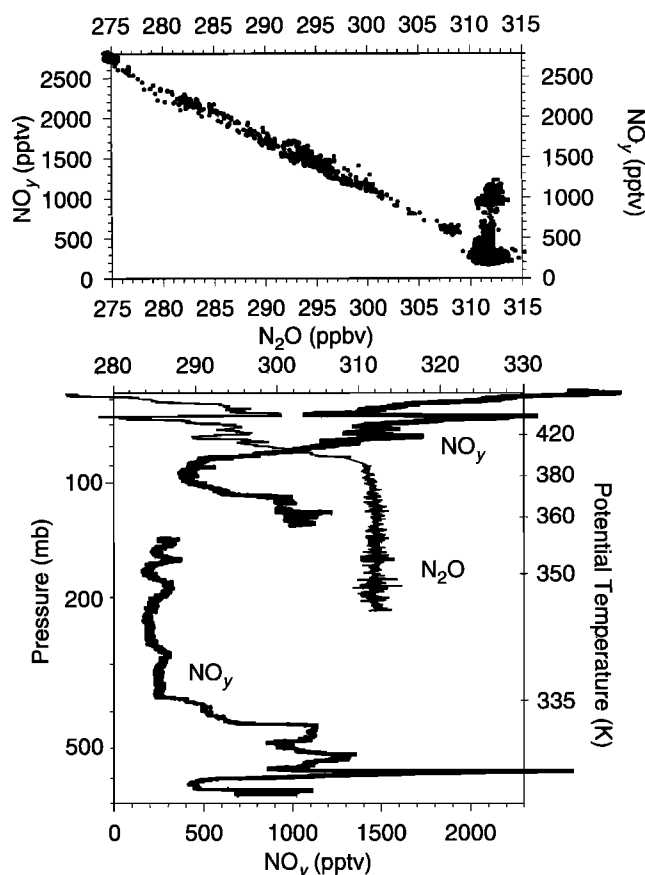 275 280 285 290 295 300 305 310 315
2500 2500
2000 2000
1500 1500
1000 1000
500 500
0 0
NOy (pptv)
NOy (pptv)
275 280 285 290 295 300 305 310 315
N2O (ppbv)
280 290 300 310 320 330
NOy
420
100 380
360
350
N2O
200
NOy
335
500
Pressure (mb)
Potential Temperature (K)
0 500 1000 1500 2000
NOy (pptv)